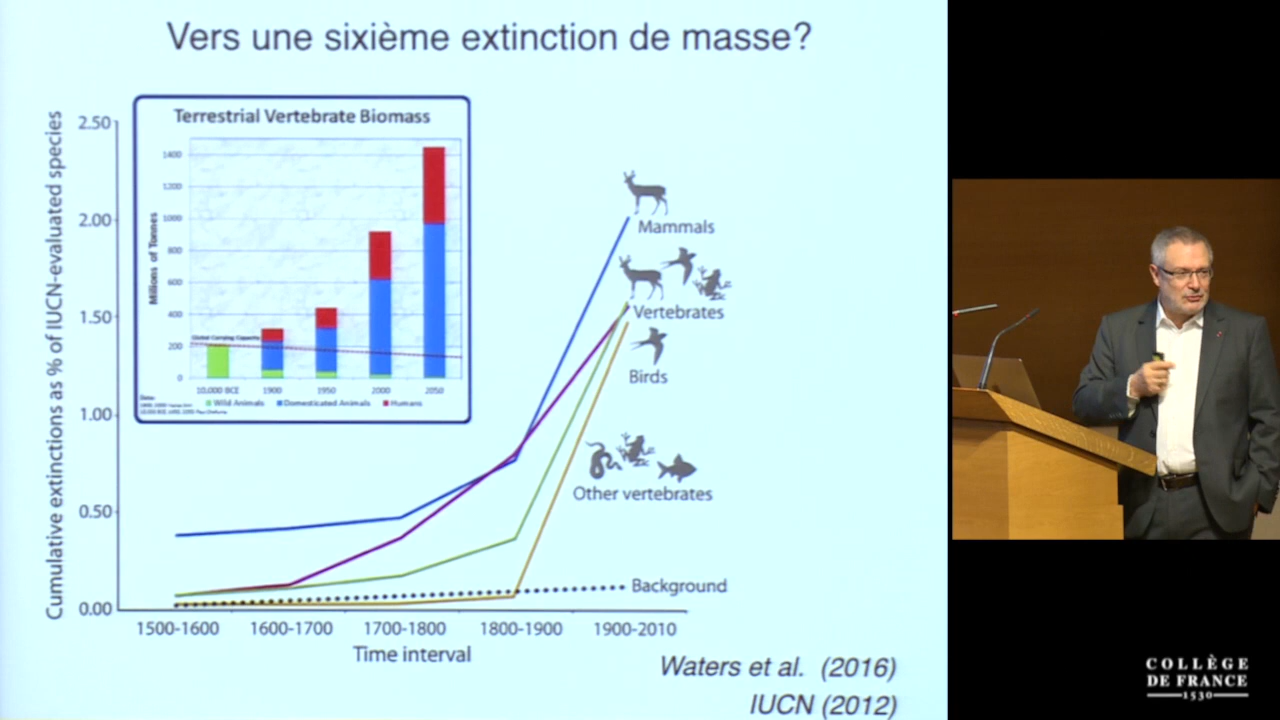 Vers une sixième extinction de masse?
Cumulative extinctions as % of IUCN-evaluated species
2.50
2.00
1.50
1.00
0.50
0.00
Terrestrial Vertebrate Biomass
Millions of Tonnes
1400
1200
1000
800
600
400
200
0
Global Carrying Capacity
10,000 BCE
1900
1950
2000
2050
Wild Animals
Domesticated Animals
Humans
Mammals
Vertebrates
Birds
Other vertebrates
Background
1500-1600
1600-1700
1700-1800
1800-1900
1900-2010
Time interval
Waters et al. (2016)
IUCN (2012)
COLLÈGE
DE FRANCE
1530